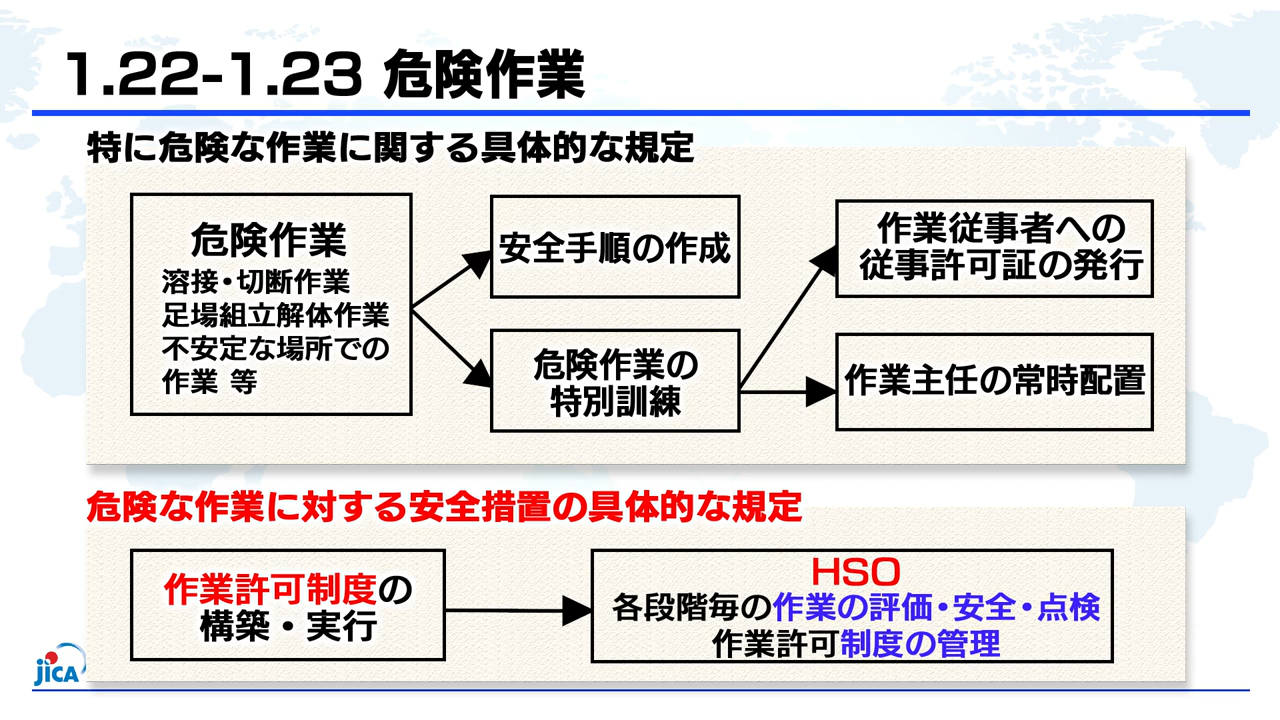 1.22-1.23 危険作業
特に危険な作業に関する具体的な規定
危険作業
溶接・切断作業
足場組立解体作業
不安定な場所での
作業 等
安全手順の作成
危険作業の
特別訓練
作業従事者への
従事許可証の発行
作業主任の常時配置
危険な作業に対する安全措置の具体的な規定
作業許可制度の
構築・実行
HSO
各段階毎の作業の評価・安全・点検
作業許可制度の管理
jICA